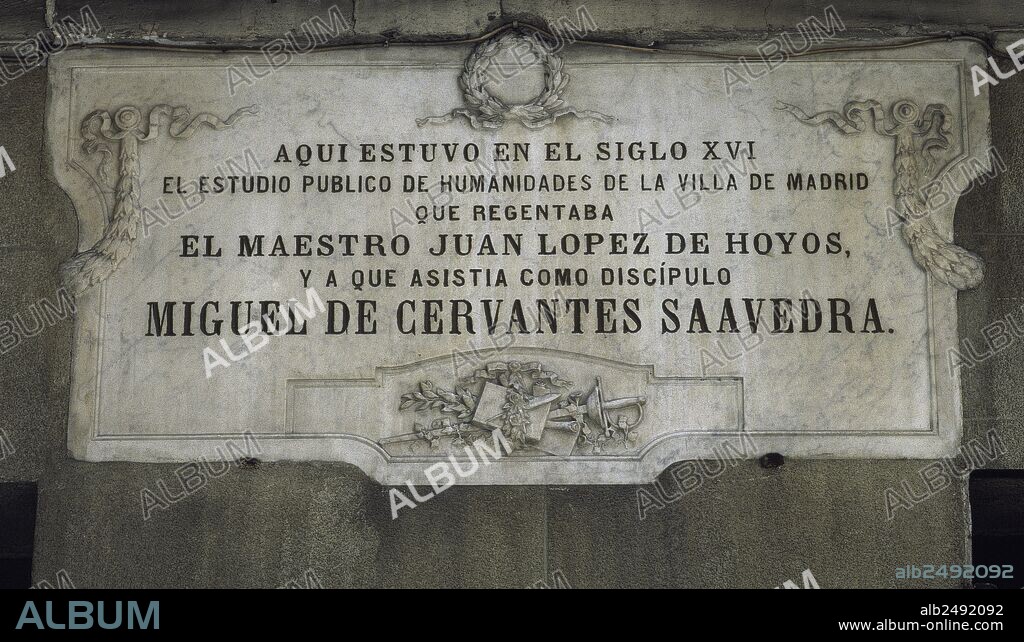 AQUI ESTUVO EN EL SIGLO XVI
EL ESTUDIO PUBLICO DE HUMANIDADES DE LA VILLA DE MADRID
QUE REGENTABA
EL MAESTRO JUAN LOPEZ DE HOYOS,
Y A QUE ASISTIA COMO DISCÍPULO
MIGUEL DE CERVANTES SAAVEDRA.
ALBUM
alb2492092
ALBUM
alb2492092
www.album-online.com